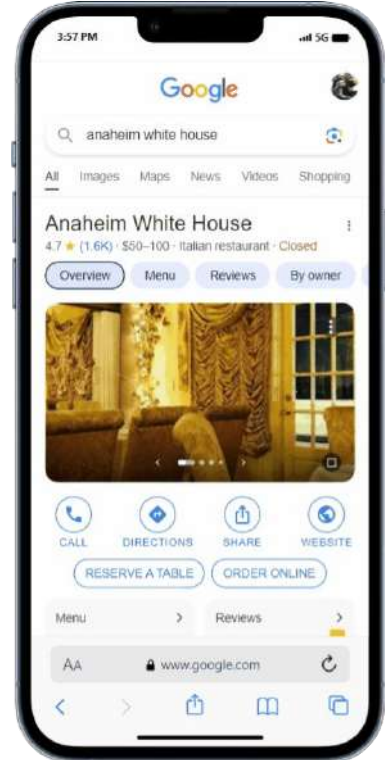 3:57 PM 5G
Google
anaheim white house
All Images Maps News Videos Shopping
Anaheim White House
4.7 ★ (1.6K) · $50–100 · Italian restaurant · Closed
Overview Menu Reviews By owner
CALL DIRECTIONS SHARE WEBSITE
RESERVE A TABLE ORDER ONLINE
Menu Reviews
AA www.google.com